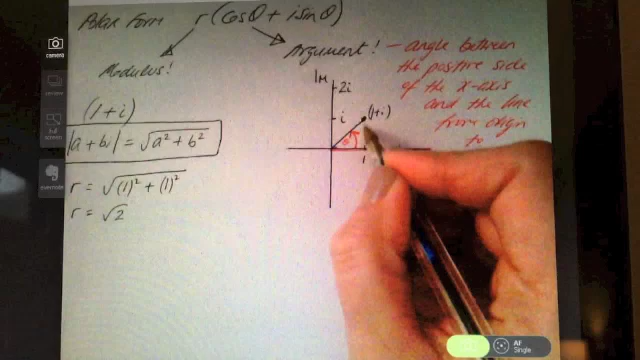 Polar Form r(cosθ + isinθ)
Modulus!
Argument! - angle between
the positive side
of the x-axis
and the line
from origin
to
(1+i)
|a + bi| = √a² + b²
r = √(1)² + (1)²
r = √2
IM
2i
i
(1+i)
θ
1
camera
review
full
screen
override
AF
Single